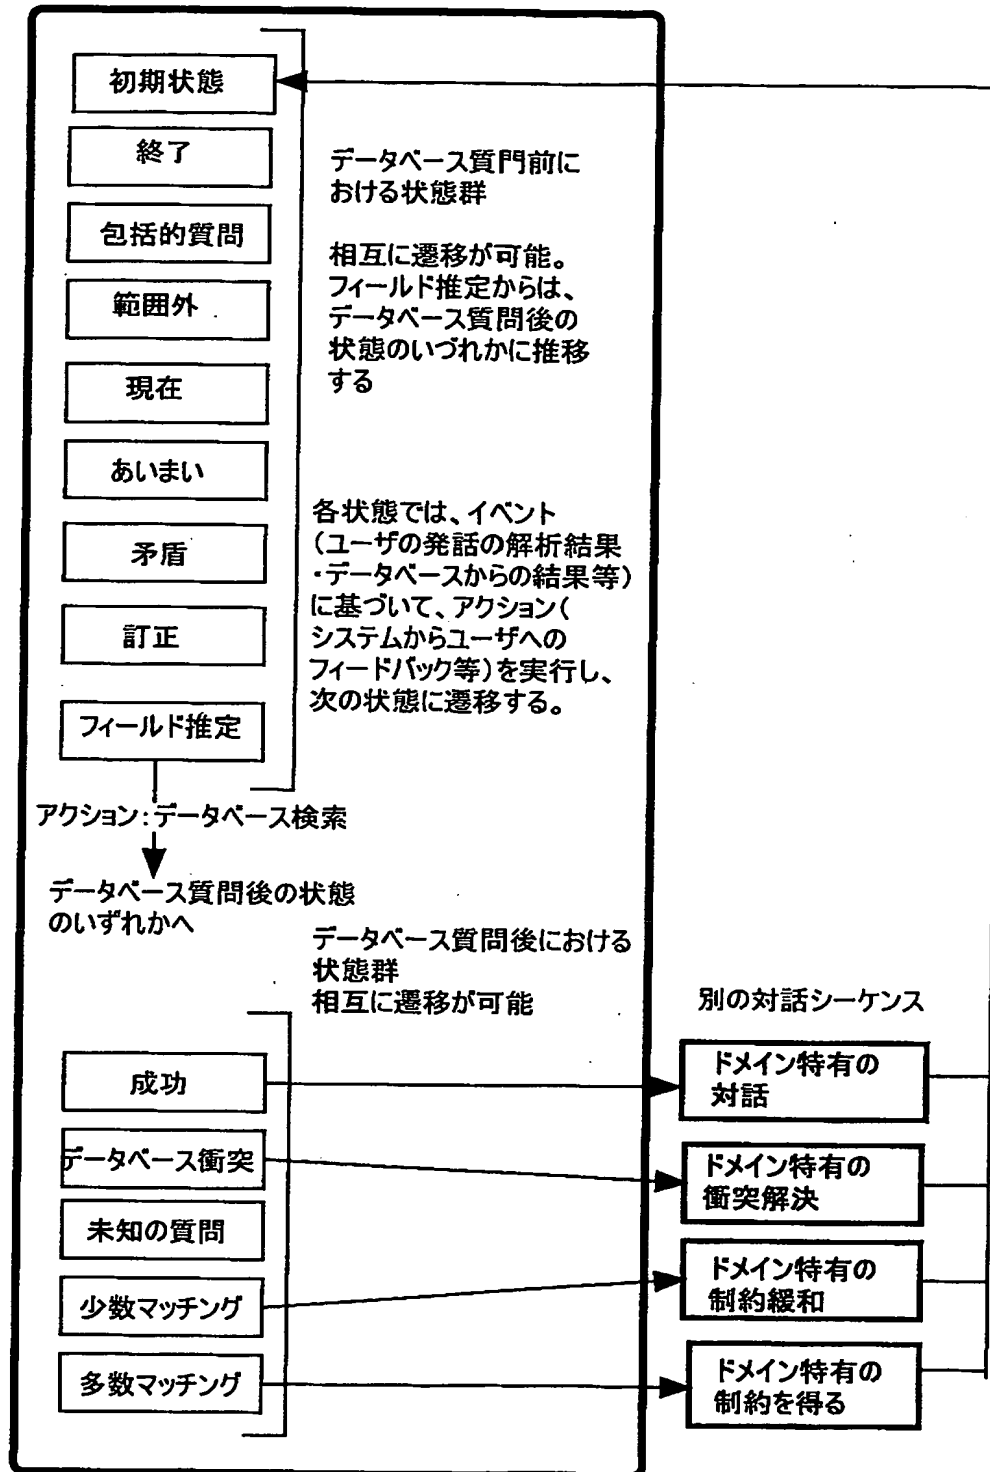 初期状態
終了
包括的質問
範囲外
現在
あいまい
矛盾
訂正
フィールド推定
データベース質門前に
おける状態群
相互に遷移が可能。
フィールド推定からは、
データベース質問後の
状態のいづれかに推移
する
各状態では、イベント
(ユーザの発話の解析結果
・データベースからの結果等)
に基づいて、アクション(
システムからユーザへの
フィードバック等)を実行し、
次の状態に遷移する。
アクション:データベース検索
データベース質問後の状態
のいずれかへ
データベース質問後における
状態群
相互に遷移が可能
成功
データベース衝突
未知の質問
少数マッチング
多数マッチング
別の対話シーケンス
ドメイン特有の
対話
ドメイン特有の
衝突解決
ドメイン特有の
制約緩和
ドメイン特有の
制約を得る